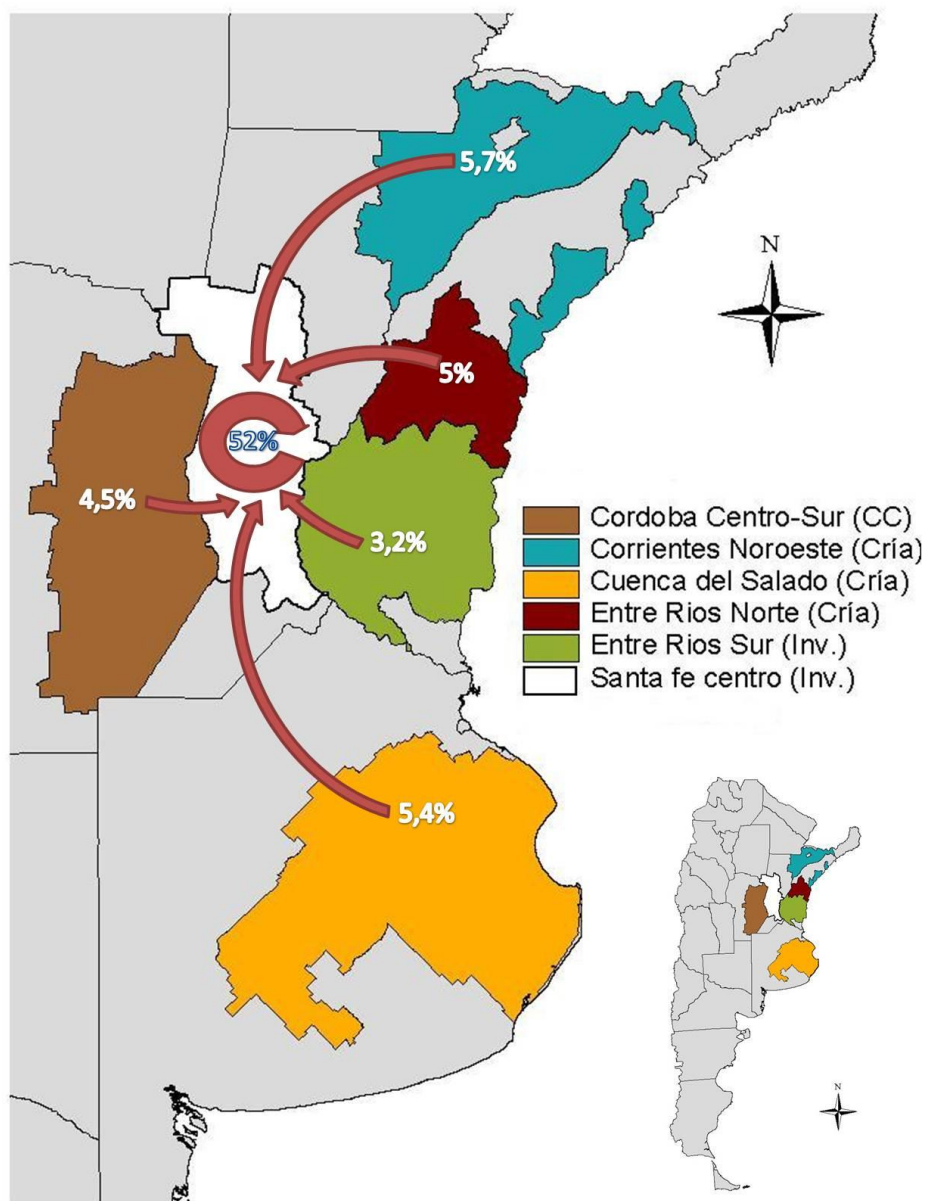 5,7%
N
5%
52%
4,5%
3,2%
Cordoba Centro-Sur (CC)
Corrientes Noroeste (Cría)
Cuenca del Salado (Cría)
Entre Rios Norte (Cría)
Entre Rios Sur (Inv.)
Santa fe centro (Inv.)
5,4%
N